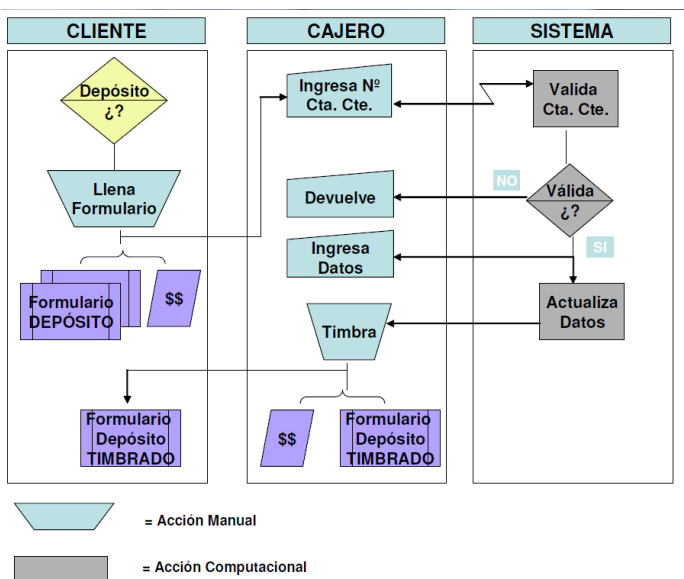 CLIENTE
CAJERO
SISTEMA
Depósito
¿?
Llena
Formulario
Formulario
DEPÓSITO
$$
Formulario
Depósito
TIMBRADO
Ingresa Nº
Cta. Cte.
Devuelve
Ingresa
Datos
Timbra
$$
Formulario
Depósito
TIMBRADO
Valida
Cta. Cte.
NO
Válida
¿?
SI
Actualiza
Datos
= Acción Manual
= Acción Computacional